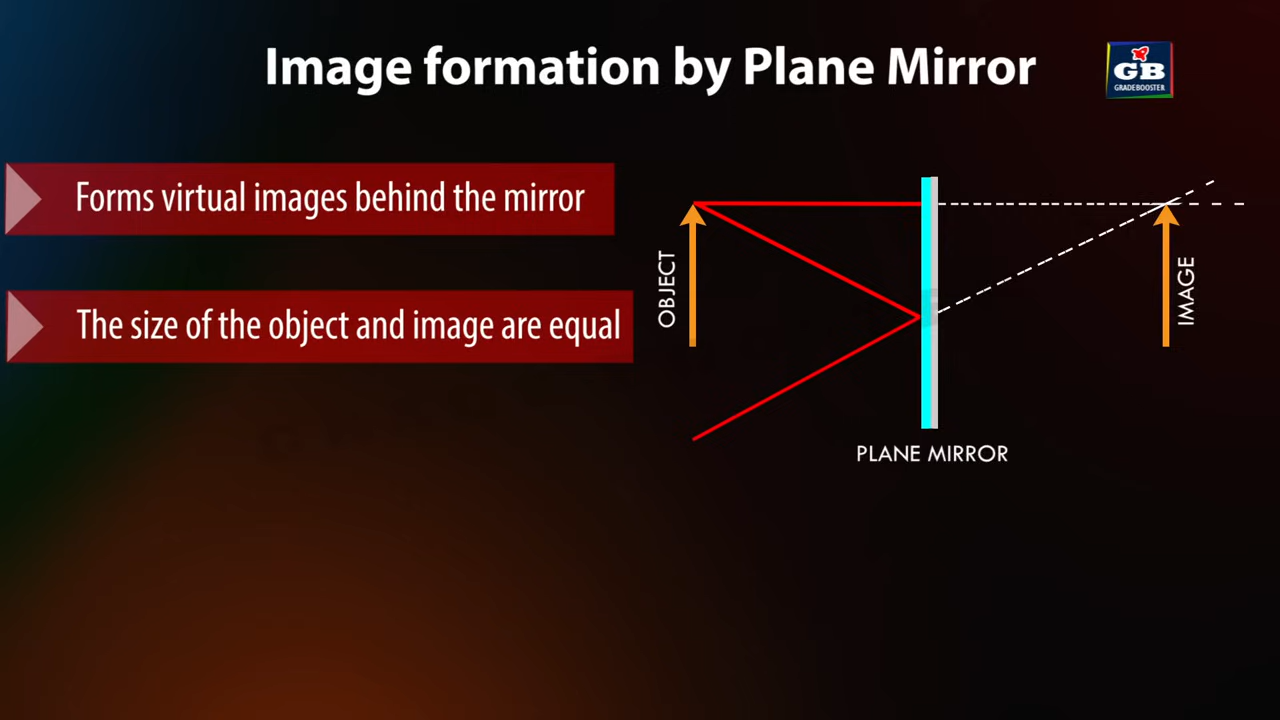 Image formation by Plane Mirror
GB
GRADEBOOSTER
Forms virtual images behind the mirror
The size of the object and image are equal
OBJECT
IMAGE
PLANE MIRROR